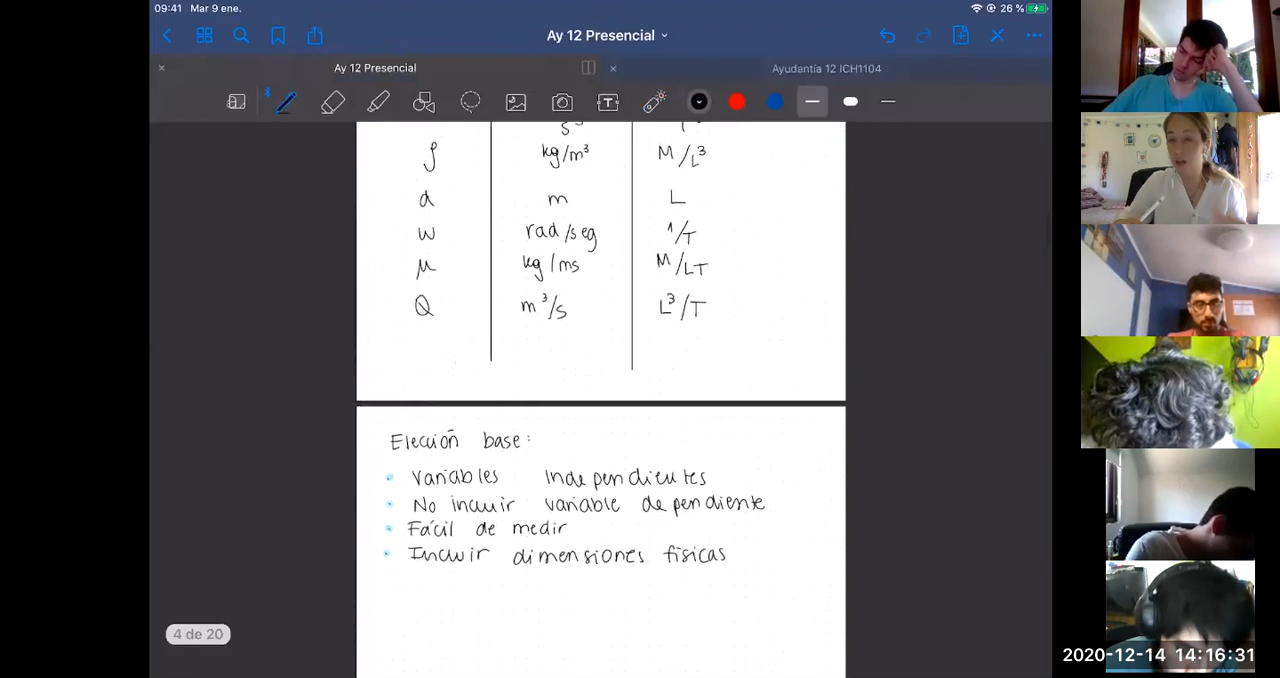 09:41 Mar 9 ene. 26 %
Ay 12 Presencial
Ay 12 Presencial Ayudantía 12 ICH1104
ρ kg/m³ M/L³
d m L
w rad/seg 1/T
μ kg/ms M/LT
Q m³/s L³/T
Elección base:
• Variables Independientes
• No incluir variable dependiente
• Fácil de medir
• Incluir dimensiones físicas
4 de 20
2020-12-14 14:16:31